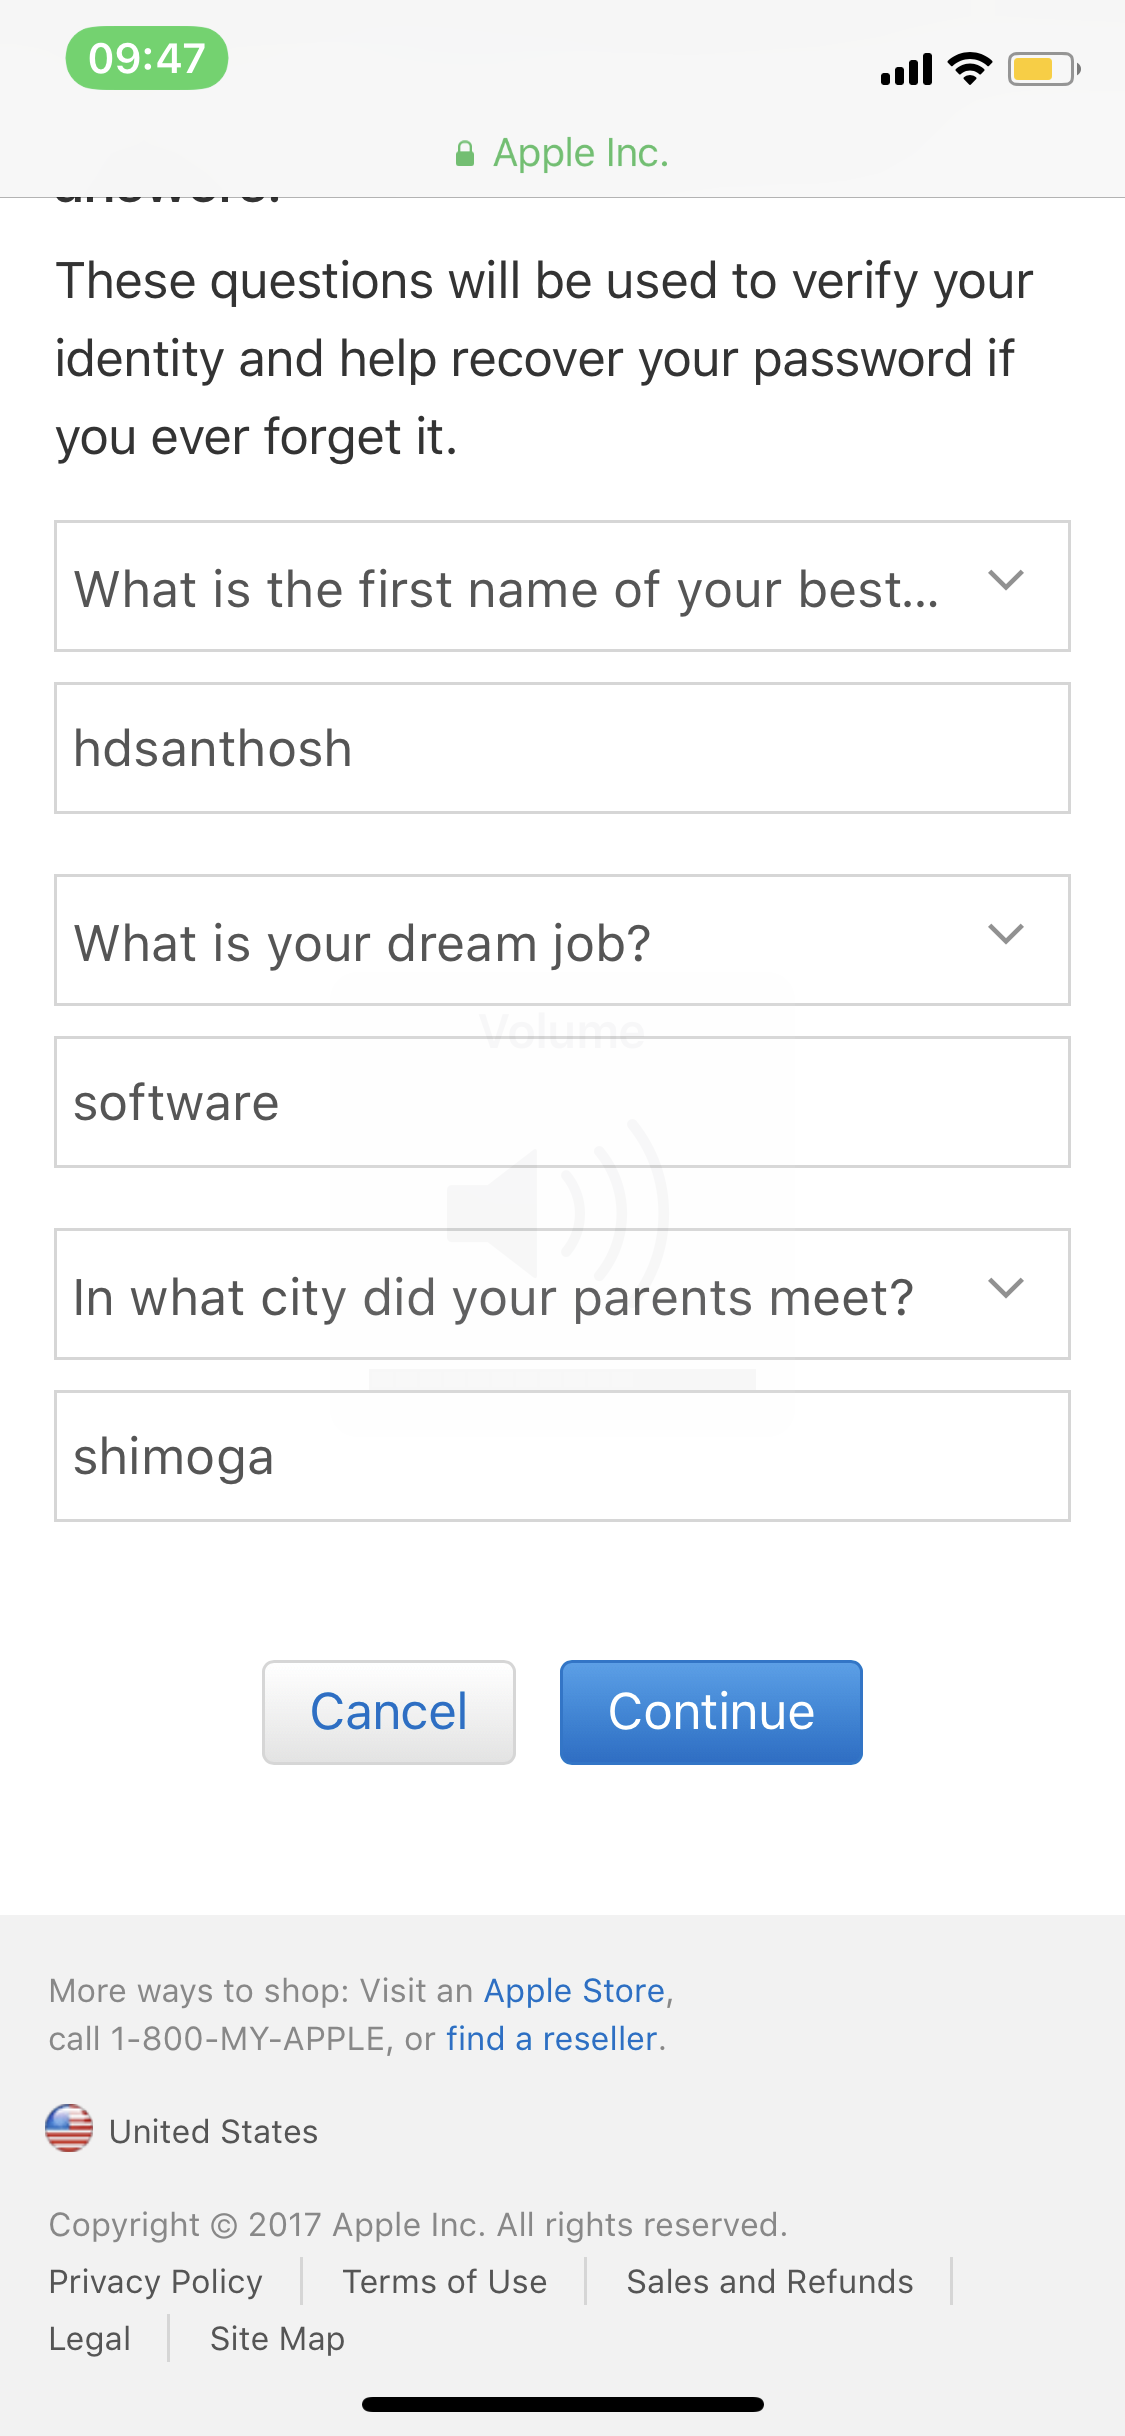 09:47
Apple Inc.
answers.
These questions will be used to verify your
identity and help recover your password if
you ever forget it.
What is the first name of your best...
hdsanthosh
What is your dream job?
Volume
software
In what city did your parents meet?
shimoga
Cancel
Continue
More ways to shop: Visit an Apple Store,
call 1-800-MY-APPLE, or find a reseller.
United States
Copyright © 2017 Apple Inc. All rights reserved.
Privacy Policy
Terms of Use
Sales and Refunds
Legal
Site Map